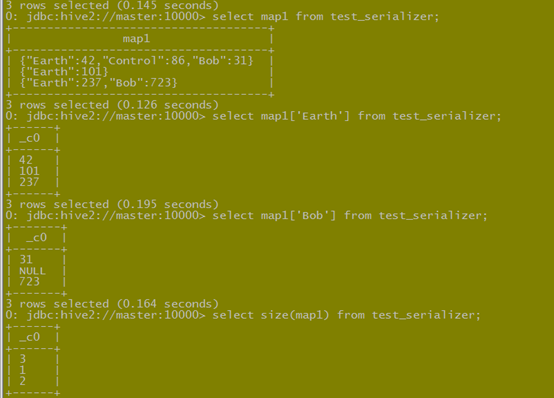 3 rows selected (0.145 seconds)
0: jdbc:hive2://master:10000> select map1 from test_serializer;
+----------------------------------------+
|                  map1                  |
+----------------------------------------+
| {"Earth":42,"Control":86,"Bob":31}  |
| {"Earth":101}                          |
| {"Earth":237,"Bob":723}                |
+----------------------------------------+
3 rows selected (0.126 seconds)
0: jdbc:hive2://master:10000> select map1['Earth'] from test_serializer;
+------+
| _c0  |
+------+
| 42   |
| 101  |
| 237  |
+------+
3 rows selected (0.195 seconds)
0: jdbc:hive2://master:10000> select map1['Bob'] from test_serializer;
+-------+
|  _c0  |
+-------+
| 31    |
| NULL  |
| 723   |
+-------+
3 rows selected (0.164 seconds)
0: jdbc:hive2://master:10000> select size(map1) from test_serializer;
+------+
| _c0  |
+------+
| 3    |
| 1    |
| 2    |
+------+